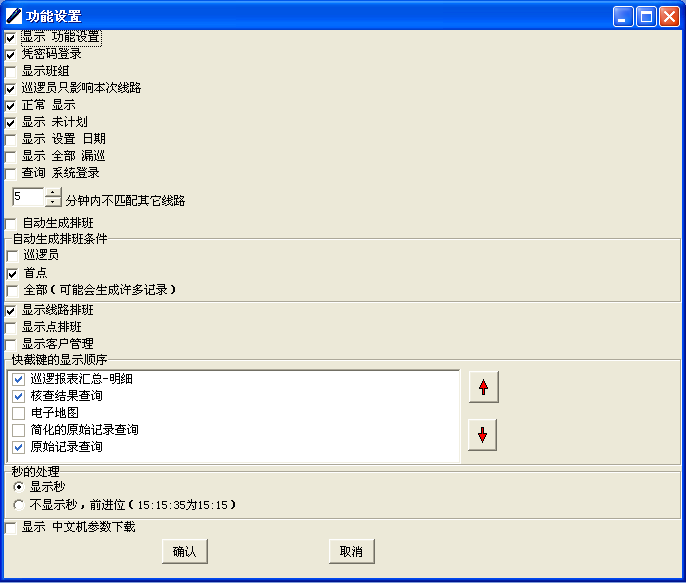 功能设置
显示 功能设置
凭密码登录
显示班组
巡逻员只影响本次线路
正常 显示
显示 未计划
显示 设置 日期
显示 全部 漏巡
查询 系统登录
5 分钟内不匹配其它线路
自动生成排班
自动生成排班条件
巡逻员
首点
全部(可能会生成许多记录)
显示线路排班
显示点排班
显示客户管理
快截键的显示顺序
巡逻报表汇总-明细
核查结果查询
电子地图
简化的原始记录查询
原始记录查询
秒的处理
显示秒
不显示秒,前进位(15:15:35为15:15)
显示 中文机参数下载
确认 取消